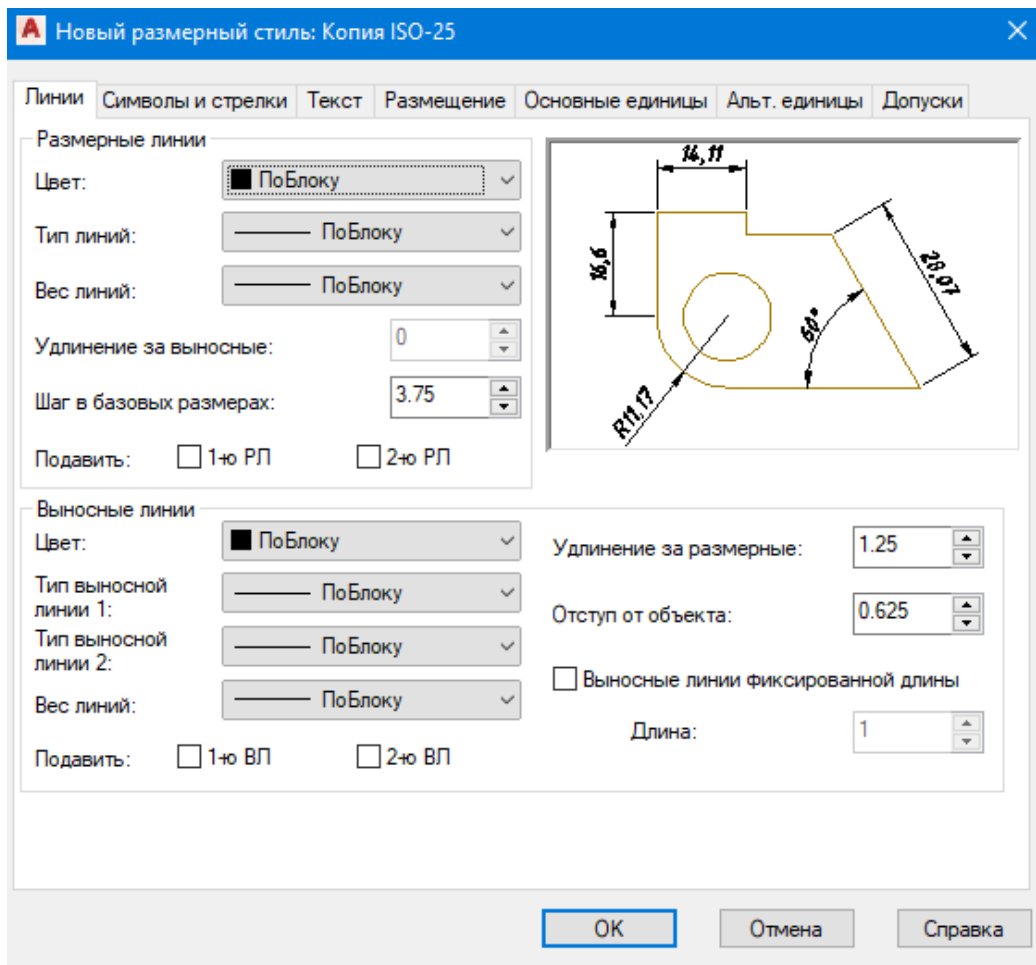 A Новый размерный стиль: Копия ISO-25
Линии Символы и стрелки Текст Размещение Основные единицы Альт. единицы Допуски
Размерные линии
Цвет: ПоБлоку
Тип линий: ПоБлоку
Вес линий: ПоБлоку
Удлинение за выносные: 0
Шаг в базовых размерах: 3.75
Подавить: 1-ю РЛ 2-ю РЛ
14,11
16,6
28,07
60°
R11,17
Выносные линии
Цвет: ПоБлоку
Тип выносной
линии 1: ПоБлоку
Тип выносной
линии 2: ПоБлоку
Вес линий: ПоБлоку
Подавить: 1-ю ВЛ 2-ю ВЛ
Удлинение за размерные: 1.25
Отступ от объекта: 0.625
Выносные линии фиксированной длины
Длина: 1
OK Отмена Справка